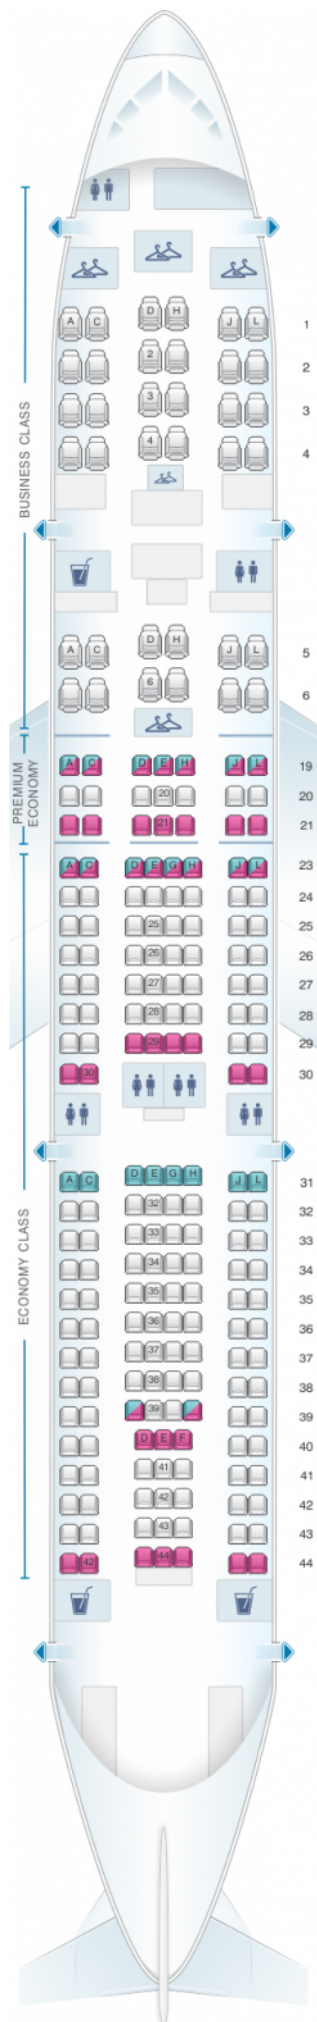 A C D H J L 1
2 2
3 3
4 4
BUSINESS CLASS
A C D H J L 5
6 6
PREMIUM
ECONOMY
A C D E H J L 19
20 20
21 21
A C D E G H J L 23
24
25 25
26 26
27 27
28 28
29 29
30 30
A C D E G H J L 31
32 32
33 33
34 34
ECONOMY CLASS
35 35
36 36
37 37
38 38
39 39
D E F 40
41 41
42 42
43 43
42 44 44